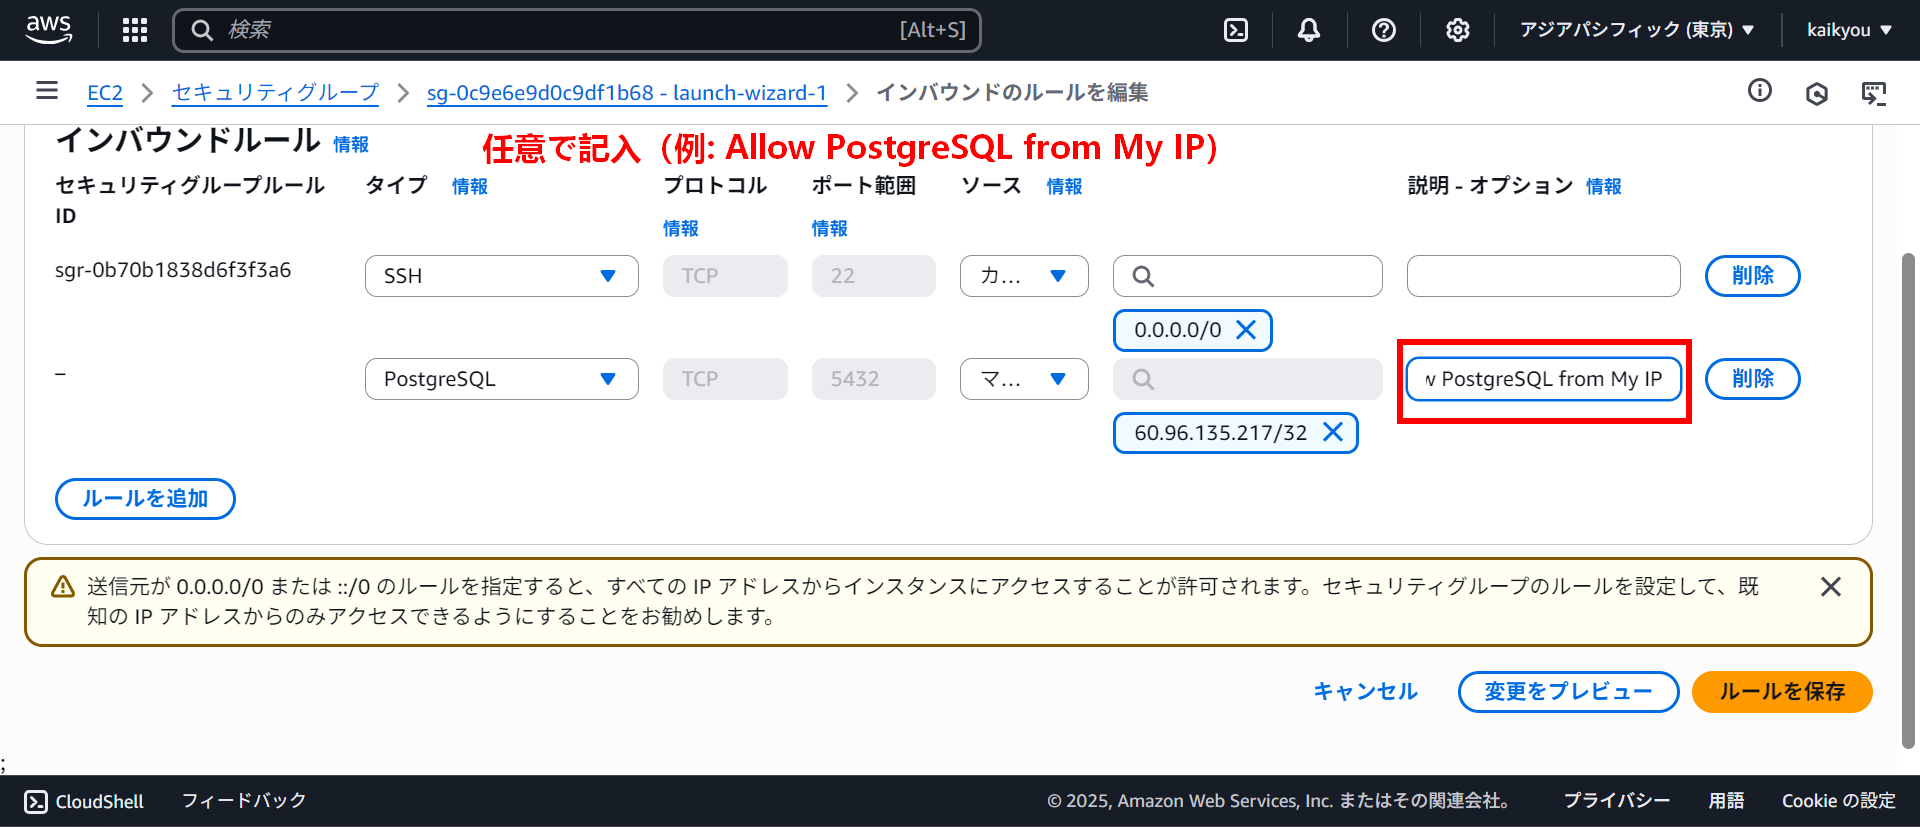 aws
検索
[Alt+S]
アジアパシフィック (東京) ▼
kaikyou ▼
EC2 > セキュリティグループ > sg-0c9e6e9d0c9df1b68 - launch-wizard-1 > インバウンドのルールを編集
インバウンドルール 情報
任意で記入（例: Allow PostgreSQL from My IP）
セキュリティグループルール ID
タイプ 情報
プロトコル 情報
ポート範囲 情報
ソース 情報
説明 - オプション 情報
sgr-0b70b1838d6f3f3a6
SSH
TCP
22
カ...
削除
0.0.0.0/0
–
PostgreSQL
TCP
5432
マ...
w PostgreSQL from My IP
削除
60.96.135.217/32
ルールを追加
送信元が 0.0.0.0/0 または ::/0 のルールを指定すると、すべての IP アドレスからインスタンスにアクセスすることが許可されます。セキュリティグループのルールを設定して、既
知の IP アドレスからのみアクセスできるようにすることをお勧めします。
キャンセル
変更をプレビュー
ルールを保存
;
CloudShell
フィードバック
© 2025, Amazon Web Services, Inc. またはその関連会社。
プライバシー
用語
Cookie の設定